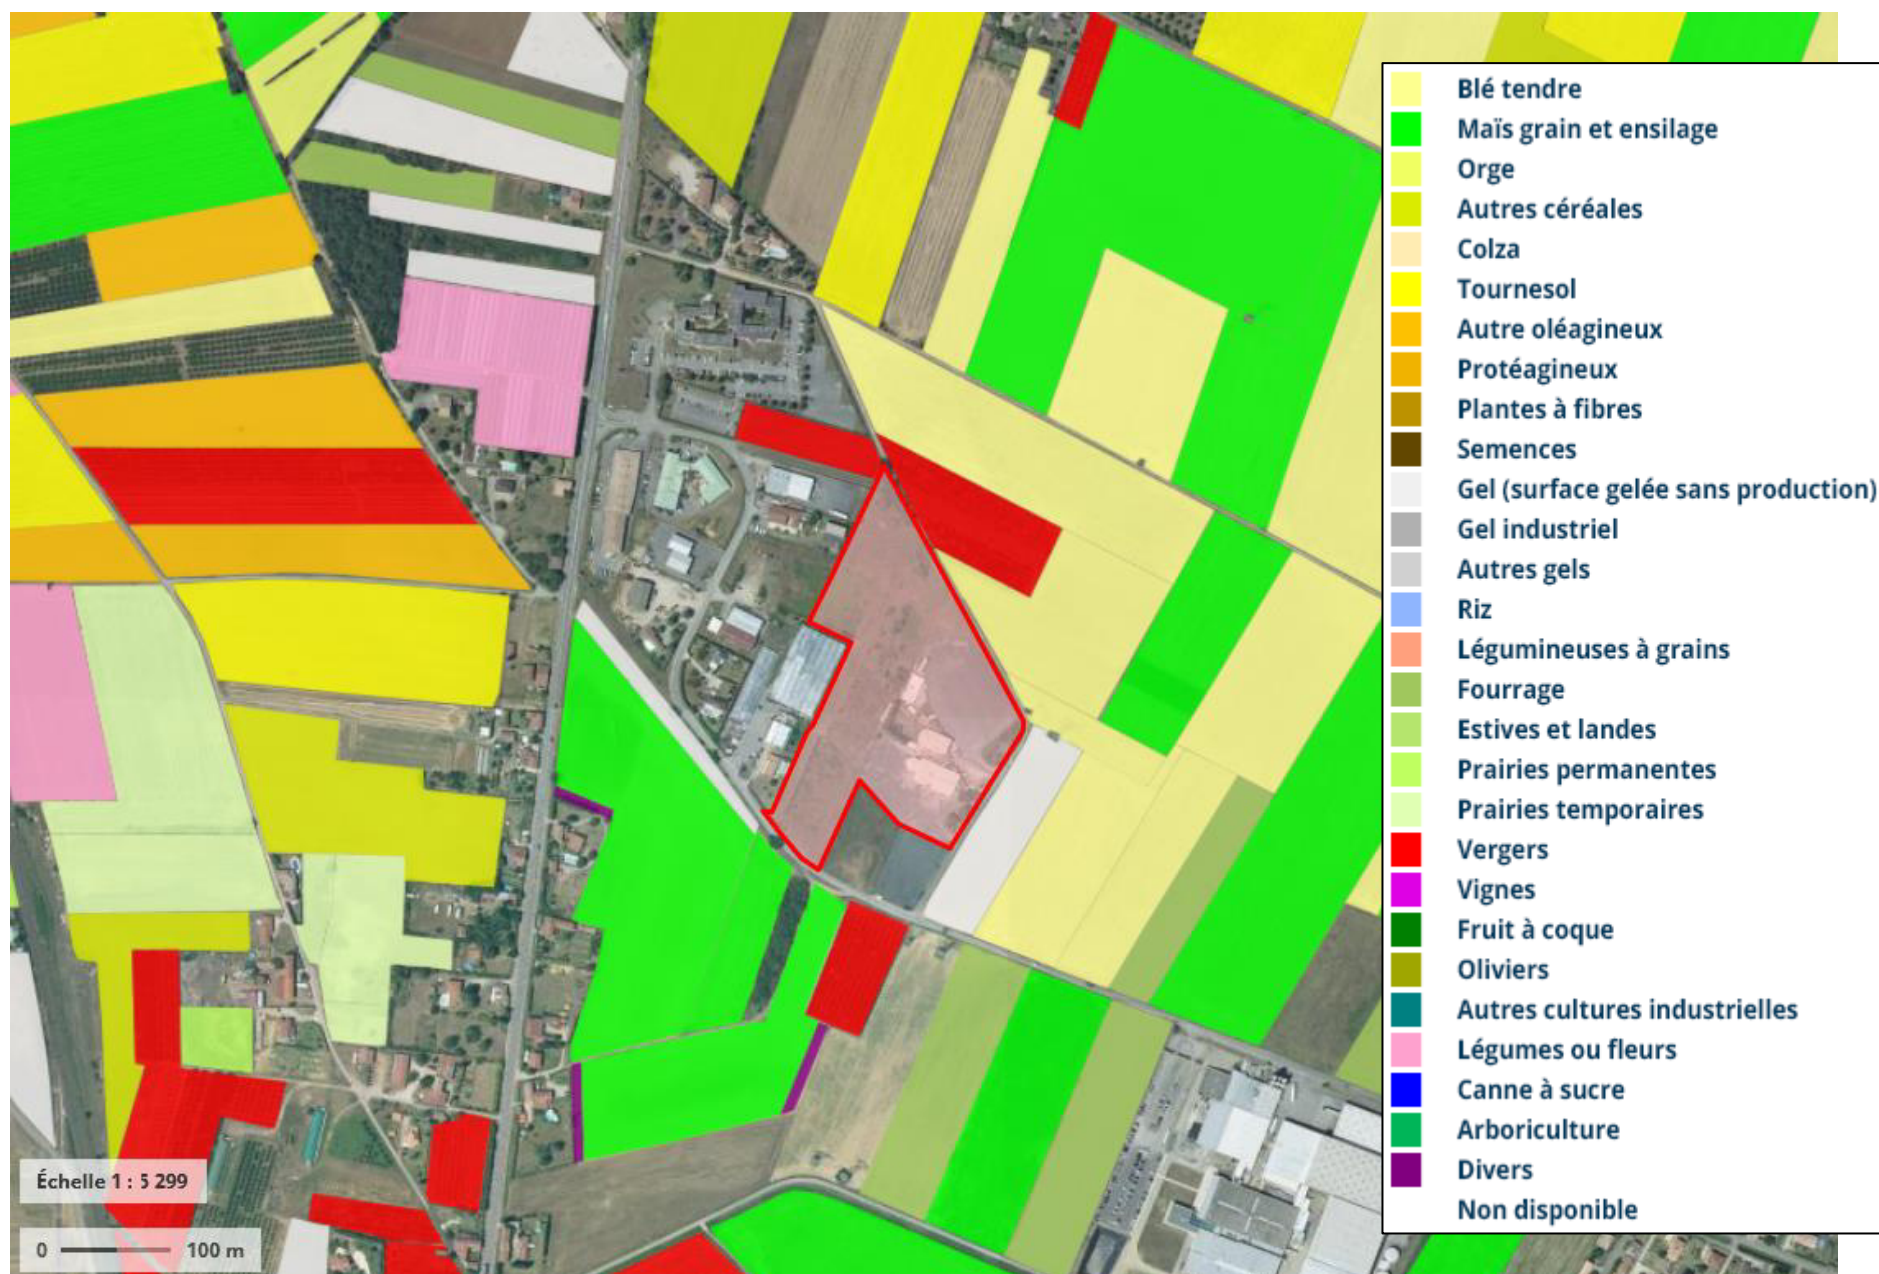 Blé tendre
Maïs grain et ensilage
Orge
Autres céréales
Colza
Tournesol
Autre oléagineux
Protéagineux
Plantes à fibres
Semences
Gel (surface gelée sans production)
Gel industriel
Autres gels
Riz
Légumineuses à grains
Fourrage
Estives et landes
Prairies permanentes
Prairies temporaires
Vergers
Vignes
Fruit à coque
Oliviers
Autres cultures industrielles
Légumes ou fleurs
Canne à sucre
Arboriculture
Divers
Non disponible
Échelle 1 : 5 299
0 100 m